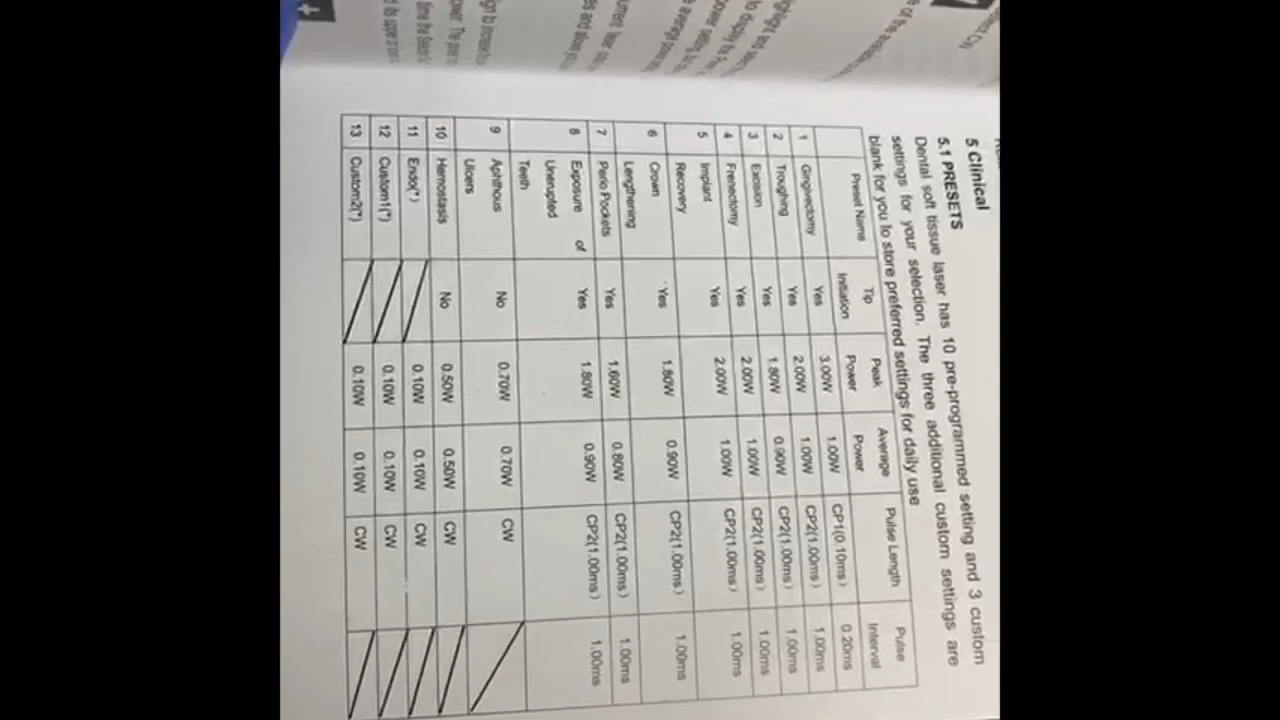 5 Clinical
5.1 PRESETS
Dental soft tissue laser has 10 pre-programmed setting and 3 custom
settings for your selection. The three additional custom settings are
blank for you to store preferred settings for daily use
Preset Name Tip Initiation Peak Power Average Power Pulse Length Pulse Interval
1 Gingivectomy Yes 3.00W 1.00W CP1(0.10ms) 0.20ms
2 Troughing Yes 2.00W 1.00W CP2(1.00ms) 1.00ms
3 Excision Yes 1.80W 0.90W CP2(1.00ms) 1.00ms
4 Frenectomy Yes 2.00W 1.00W CP2(1.00ms) 1.00ms
5 Implant Recovery Yes 2.00W 1.00W CP2(1.00ms) 1.00ms
6 Crown Lengthening Yes 1.80W 0.90W CP2(1.00ms) 1.00ms
7 Perio Pockets Yes 1.60W 0.80W CP2(1.00ms) 1.00ms
8 Exposure of Unerupted Teeth Yes 1.80W 0.90W CP2(1.00ms) 1.00ms
9 Aphthous Ulcers No 0.70W 0.70W CW
10 Hemostasis No 0.50W 0.50W CW
11 Endo(*) 0.10W 0.10W CW
12 Custom1(*) 0.10W 0.10W CW
13 Custom2(*) 0.10W 0.10W CW